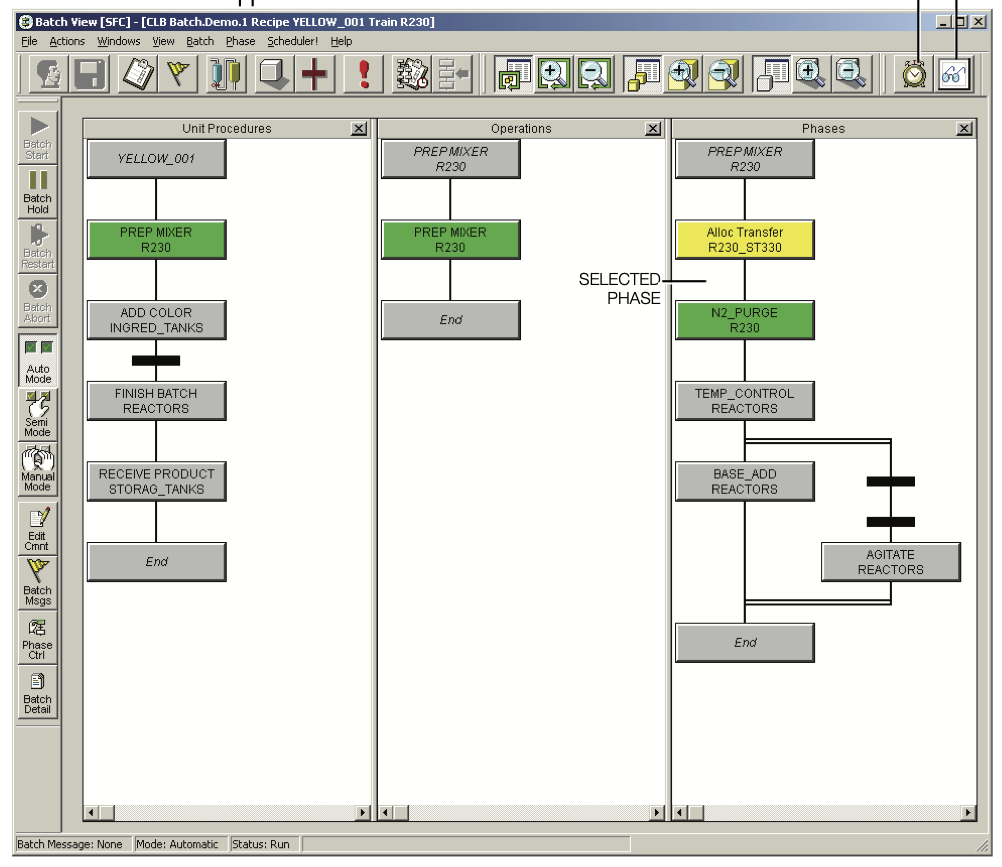 Batch View [SFC] - [CLB Batch.Demo.1 Recipe YELLOW_001 Train R230]
File Actions Windows View Batch Phase Scheduler! Help
Batch
Start
Batch
Hold
Batch
Restart
Batch
Abort
Auto
Mode
Semi
Mode
Manual
Mode
Edit
Cmnt
Batch
Msgs
Phase
Ctrl
Batch
Detail
Unit Procedures
YELLOW_001
PREP MIXER
R230
ADD COLOR
INGRED_TANKS
FINISH BATCH
REACTORS
RECEIVE PRODUCT
STORAG_TANKS
End
Operations
PREP MIXER
R230
PREP MIXER
R230
End
Phases
PREP MIXER
R230
Alloc Transfer
R230_ST330
SELECTED
PHASE
N2_PURGE
R230
TEMP_CONTROL
REACTORS
BASE_ADD
REACTORS
AGITATE
REACTORS
End
Batch Message: None Mode: Automatic Status: Run